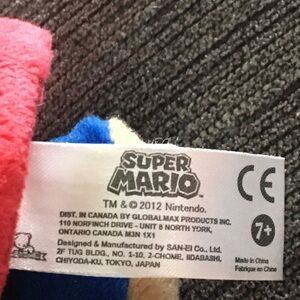 SUPER
MARIO
TM & © 2012 Nintendo.
DIST. IN CANADA BY GLOBALMAX PRODUCTS INC.
110 NORFINCH DRIVE - UNIT 8 NORTH YORK,
ONTARIO CANADA M3N 1X1
Designed & Manufactured by SAN-EI Co., Ltd.
2F TUG BLDG., NO. 1-10, 2-CHOME, IIDABASHI,
CHIYODA-KU, TOKYO, JAPAN
CE
7+
Made in China
Fabriqué en Chine